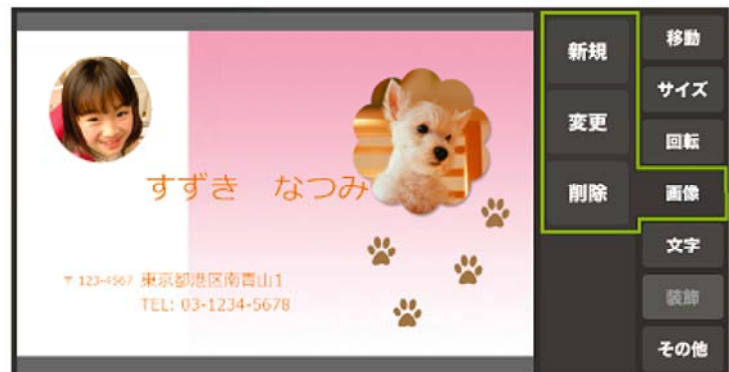 すずき　なつみ
〒 123-4567 東京都港区南青山1
TEL: 03-1234-5678
新規
変更
削除
移動
サイズ
回転
画像
文字
装飾
その他